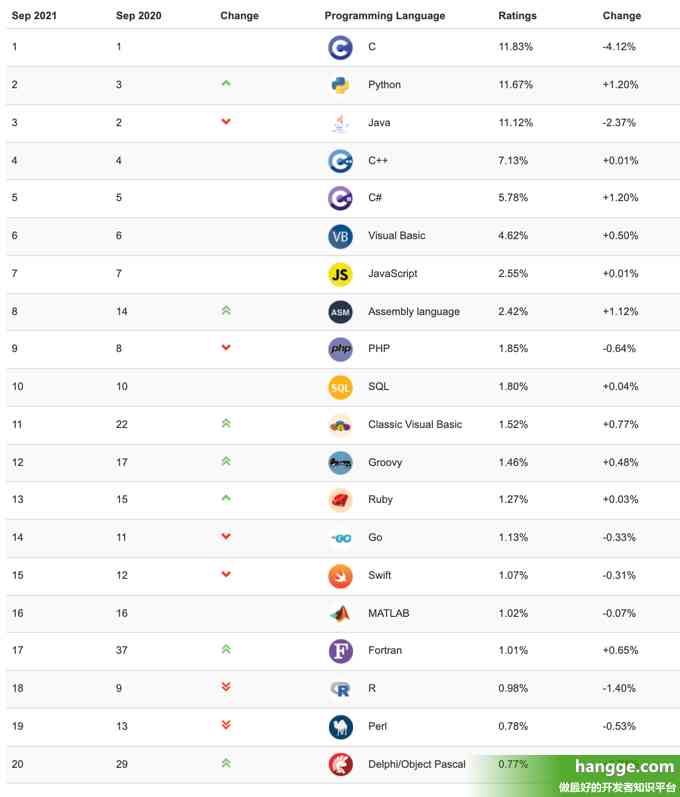 Sep 2021 Sep 2020 Change Programming Language Ratings Change
1 1 C 11.83% -4.12%
2 3 Python 11.67% +1.20%
3 2 Java 11.12% -2.37%
4 4 C++ 7.13% +0.01%
5 5 C# 5.78% +1.20%
6 6 VB Visual Basic 4.62% +0.50%
7 7 JS JavaScript 2.55% +0.01%
8 14 ASM Assembly language 2.42% +1.12%
9 8 php PHP 1.85% -0.64%
10 10 SQL SQL 1.80% +0.04%
11 22 Classic Visual Basic 1.52% +0.77%
12 17 Groovy 1.46% +0.48%
13 15 Ruby 1.27% +0.03%
14 11 GO Go 1.13% -0.33%
15 12 Swift 1.07% -0.31%
16 16 MATLAB 1.02% -0.07%
17 37 F Fortran 1.01% +0.65%
18 9 R R 0.98% -1.40%
19 13 Perl 0.78% -0.53%
20 29 Delphi/Object Pascal 0.77%
hangge.com
做最好的开发者知识平台